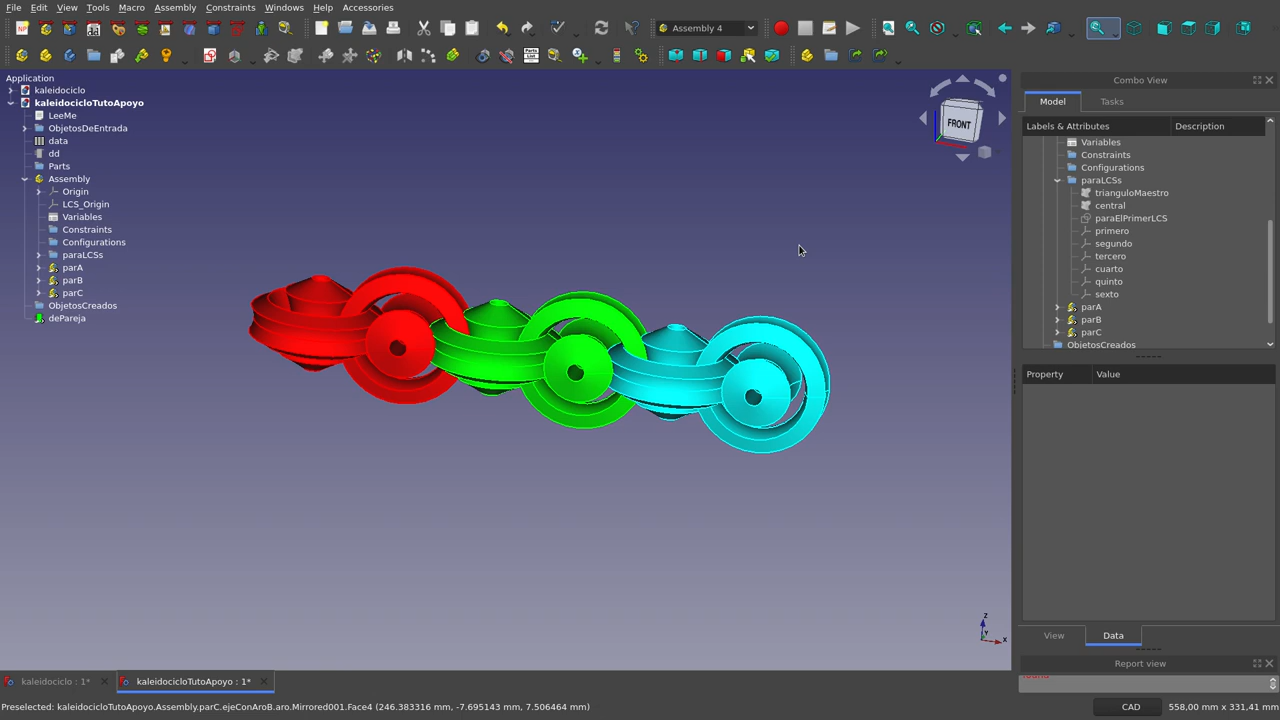 File Edit View Tools Macro Assembly Constraints Windows Help Accessories
Assembly 4
Application
kaleidociclo
kaleidocicloTutoApoyo
LeeMe
ObjetosDeEntrada
data
dd
Parts
Assembly
Origin
LCS_Origin
Variables
Constraints
Configurations
paraLCSs
parA
parB
parC
ObjetosCreados
dePareja
FRONT
Z
Y
X
Combo View
Model Tasks
Labels & Attributes Description
Variables
Constraints
Configurations
paraLCSs
trianguloMaestro
central
paraElPrimerLCS
primero
segundo
tercero
cuarto
quinto
sexto
parA
parB
parC
ObjetosCreados
Property Value
View Data
Report view
kaleidociclo : 1*
kaleidocicloTutoApoyo : 1*
Preselected: kaleidocicloTutoApoyo.Assembly.parC.ejeConAroB.aro.Mirrored001.Face4 (246.383316 mm, -7.695143 mm, 7.506464 mm)
CAD
558,00 mm x 331,41 mm